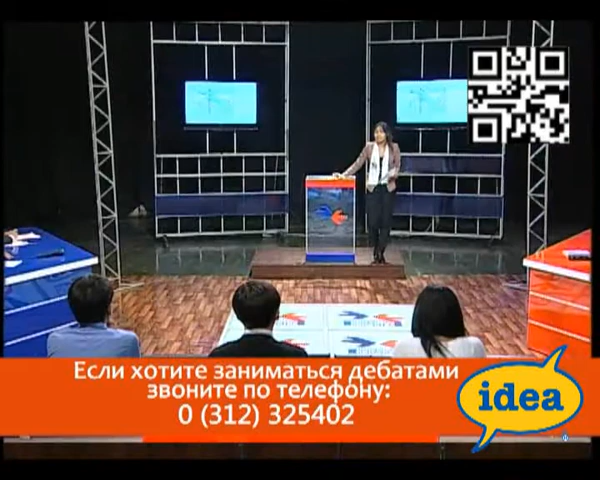 Если хотите заниматься дебатами
звоните по телефону:
0 (312) 325402
idea